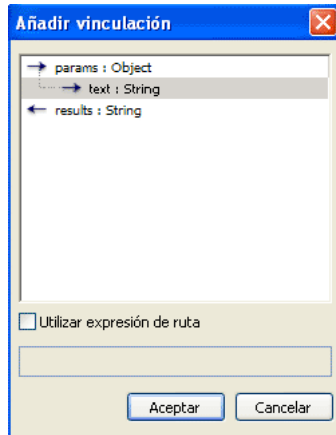 Añadir vinculación
params : Object
text : String
results : String
Utilizar expresión de ruta
Aceptar
Cancelar